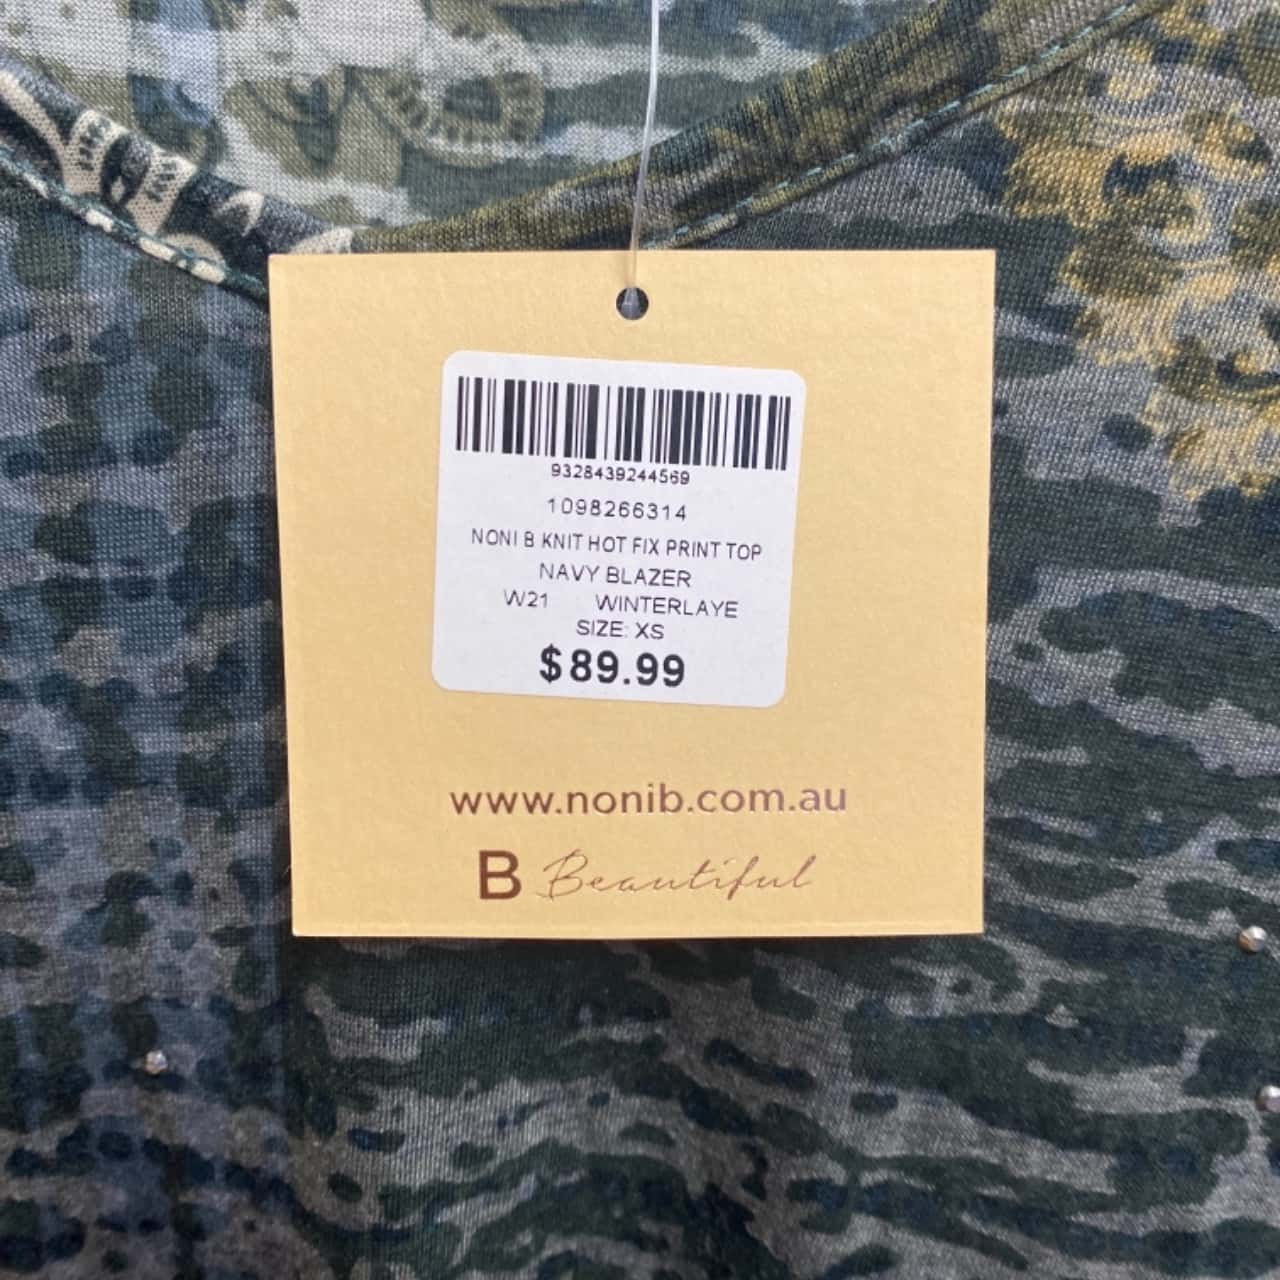 9328439244569
1098266314
NONI B KNIT HOT FIX PRINT TOP
NAVY BLAZER
W21 WINTERLAYE
SIZE: XS
$89.99
www.nonib.com.au
B Beautiful